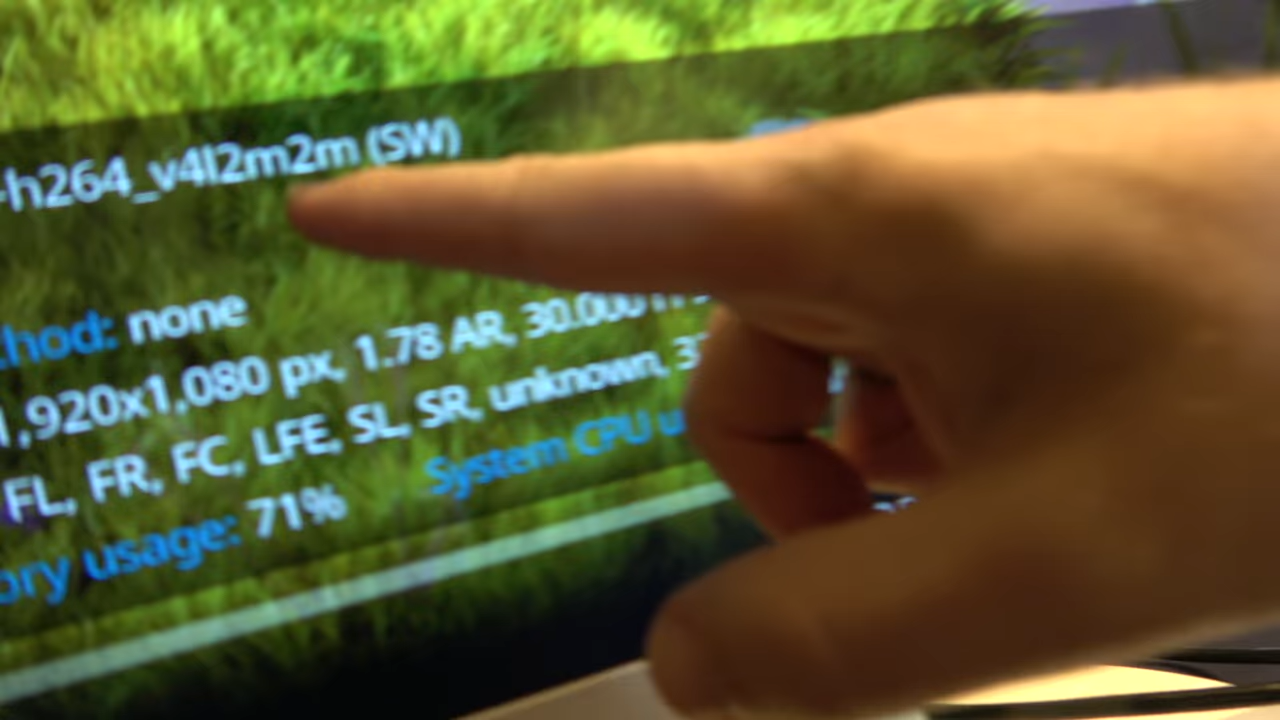 -h264_v4l2m2m (SW)
thod: none
1,920x1,080 px, 1.78 AR, 30.000
FL, FR, FC, LFE, SL, SR, unknown,
ory usage: 71% System CPU